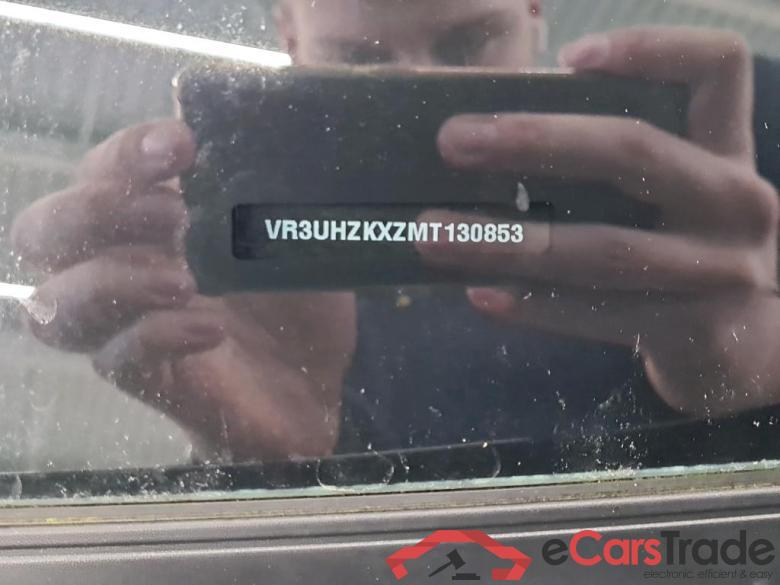 VR3UHZKXZMT130853
eCarsTrade
electronic, efficient & easy